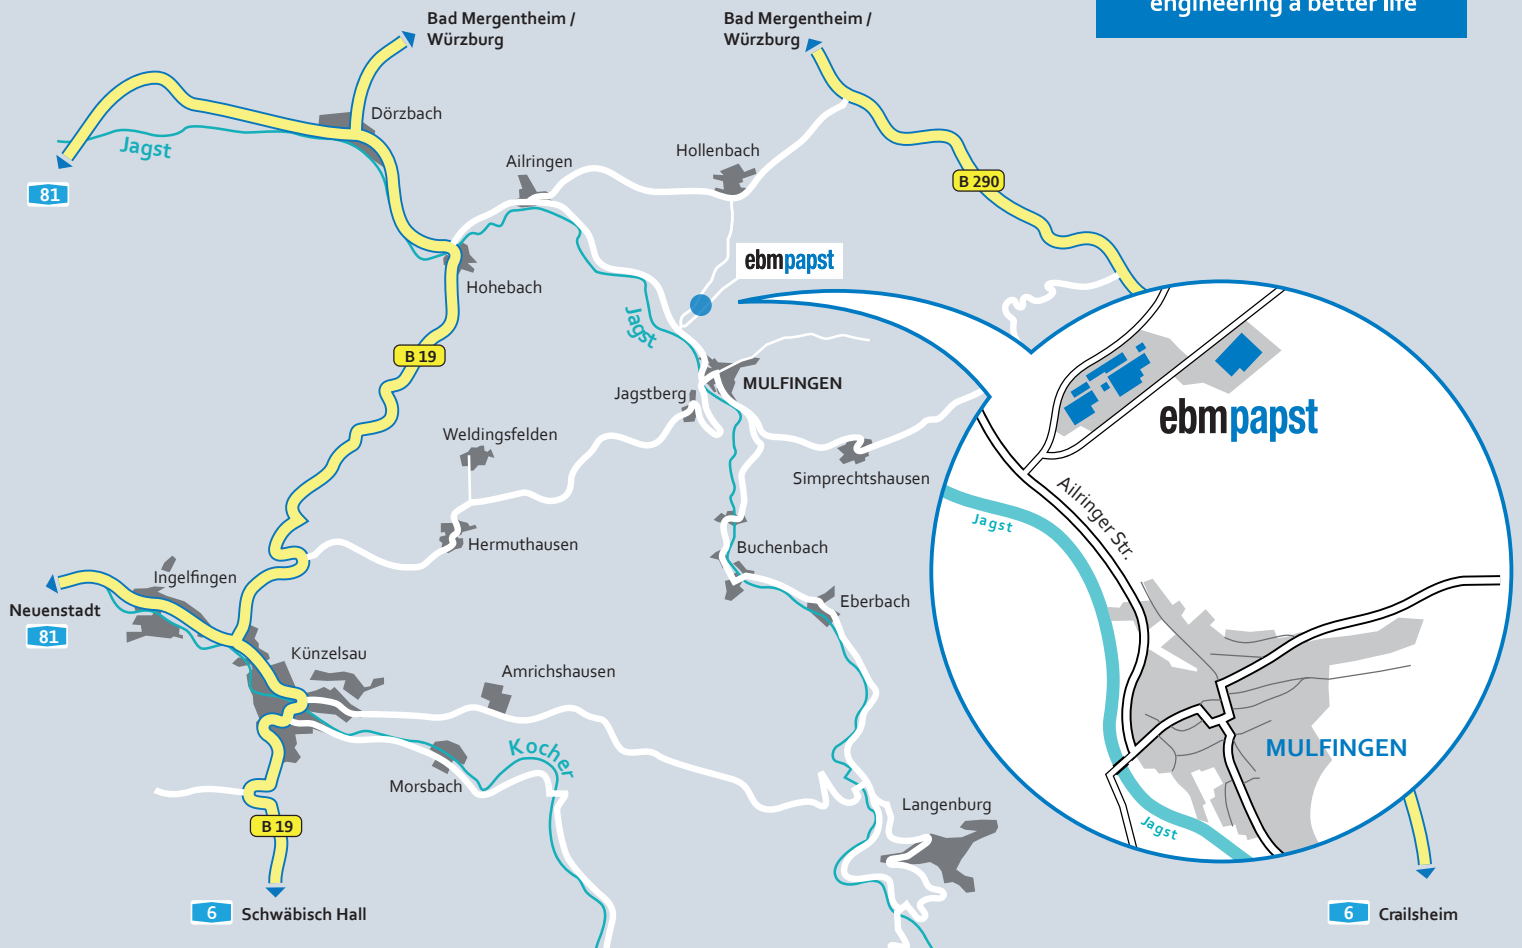 engineering a better life
Bad Mergentheim /
Würzburg
Bad Mergentheim /
Würzburg
Dörzbach
Jagst
81
Ailringen
Hollenbach
B 290
ebmpapst
Hohebach
Jagst
B 19
MULFINGEN
Jagstberg
Weldingsfelden
Simprechtshausen
Hermuthausen
Buchenbach
Eberbach
Ingelfingen
Neuenstadt
81
Künzelsau
Amrichshausen
Kocher
Morsbach
Langenburg
B 19
6
Schwäbisch Hall
ebmpapst
Ailringer Str.
Jagst
MULFINGEN
Jagst
6
Crailsheim